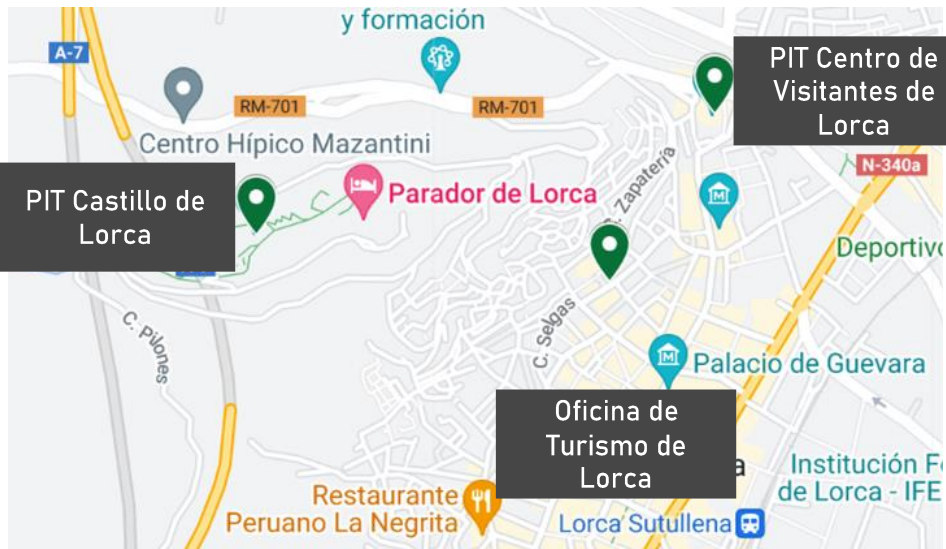 y formación
A-7
PIT Centro de
Visitantes de
Lorca
RM-701
RM-701
Centro Hípico Mazantini
N-340a
PIT Castillo de
Lorca
Parador de Lorca
Zapatería
M
Deportivo
C. Pilones
C. Selgas
M
Palacio de Guevara
Oficina de
Turismo de
Lorca
a
Institución Fe
de Lorca - IFE
Restaurante
Peruano La Negrita
Lorca Sutullena